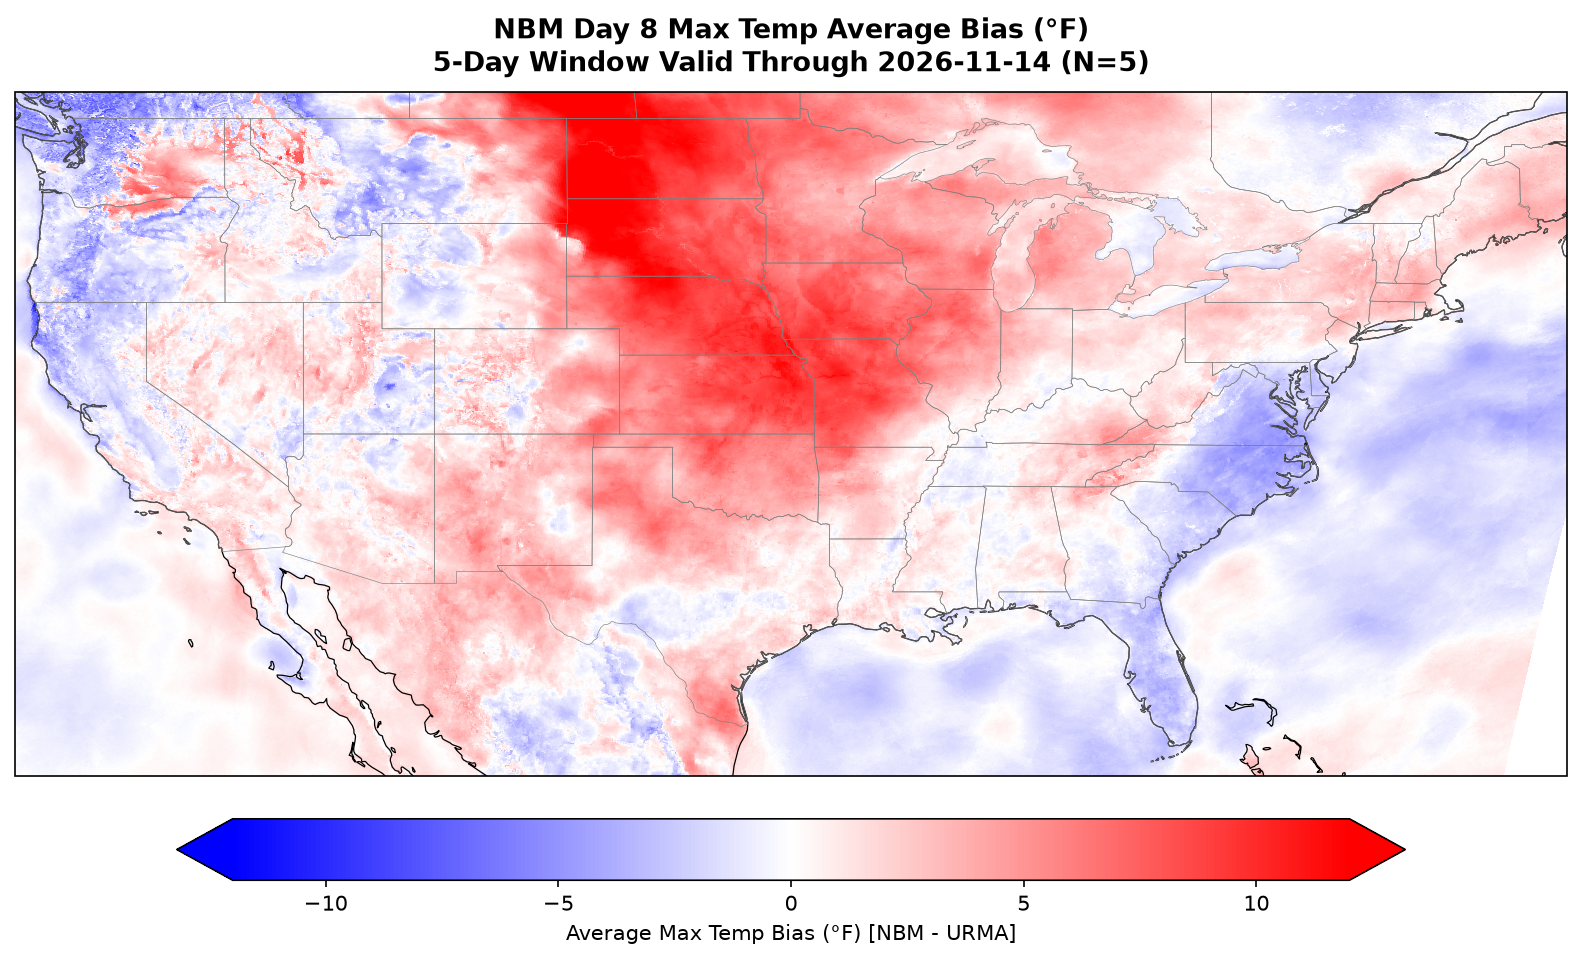 NBM Day 8 Max Temp Average Bias (°F)
5-Day Window Valid Through 2026-11-14 (N=5)
−10 −5 0 5 10
Average Max Temp Bias (°F) [NBM - URMA]